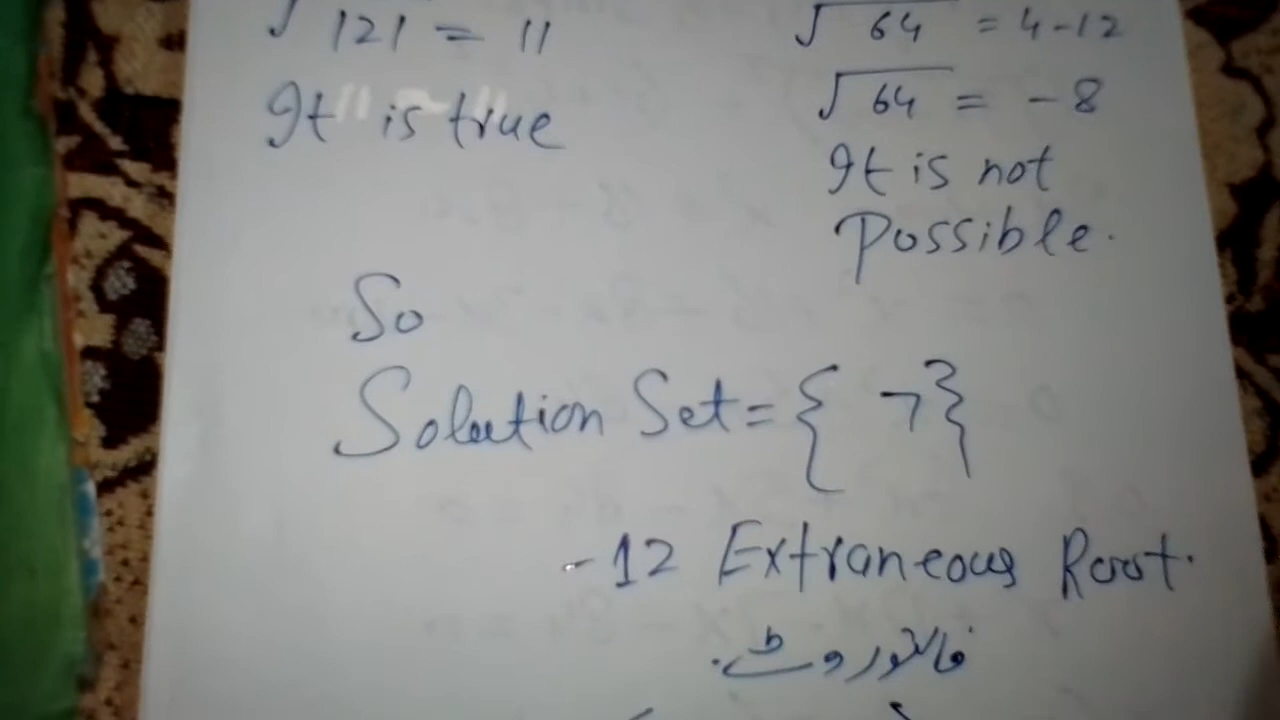 √121 = 11
It is true
√64 = 4-12
√64 = -8
It is not
Possible.
So
Solution Set = { 7 }
-12 Extraneous Root.
فالتو روٹ.